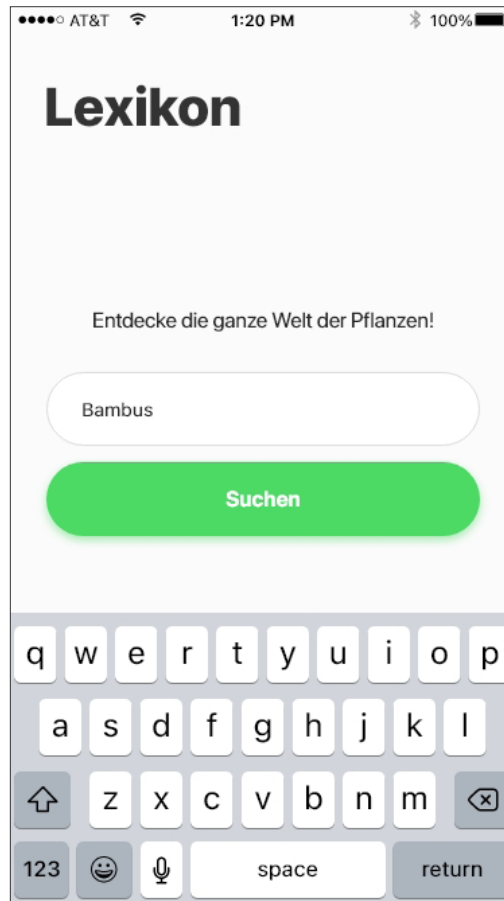 AT&T 1:20 PM 100%
Lexikon
Entdecke die ganze Welt der Pflanzen!
Bambus
Suchen
q w e r t y u i o p
a s d f g h j k l
z x c v b n m
123 space return